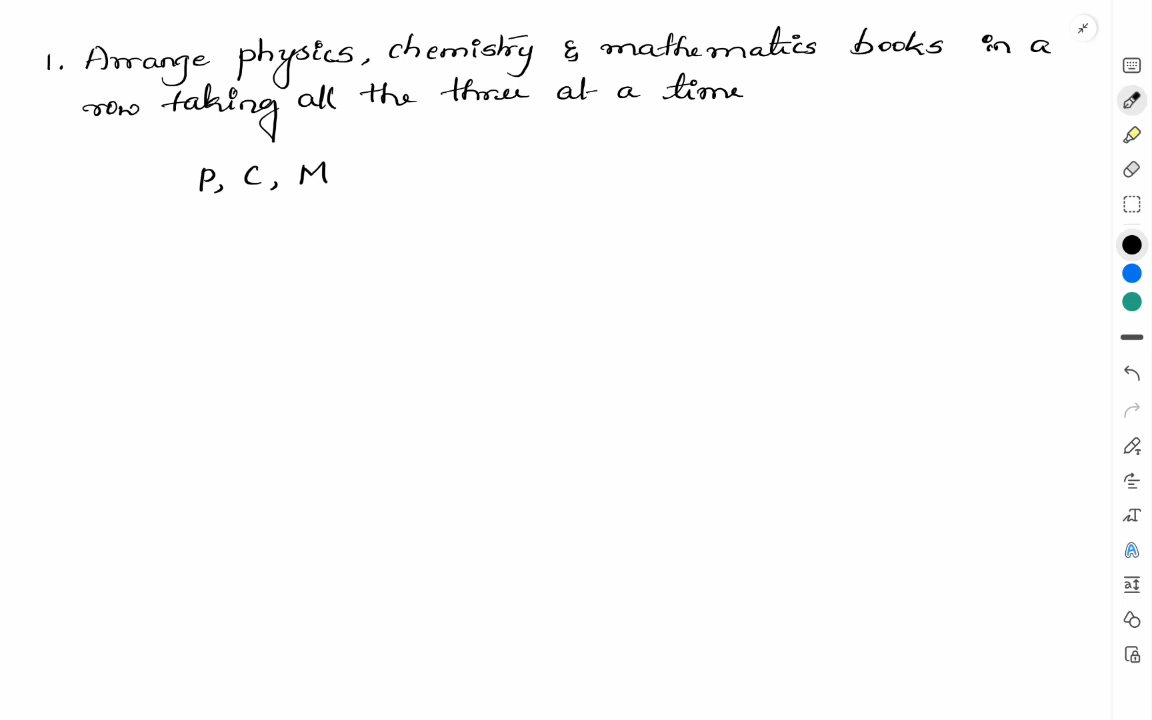 1. Arrange physics, chemistry & mathematics books in a
row taking all the three at a time
P, C, M